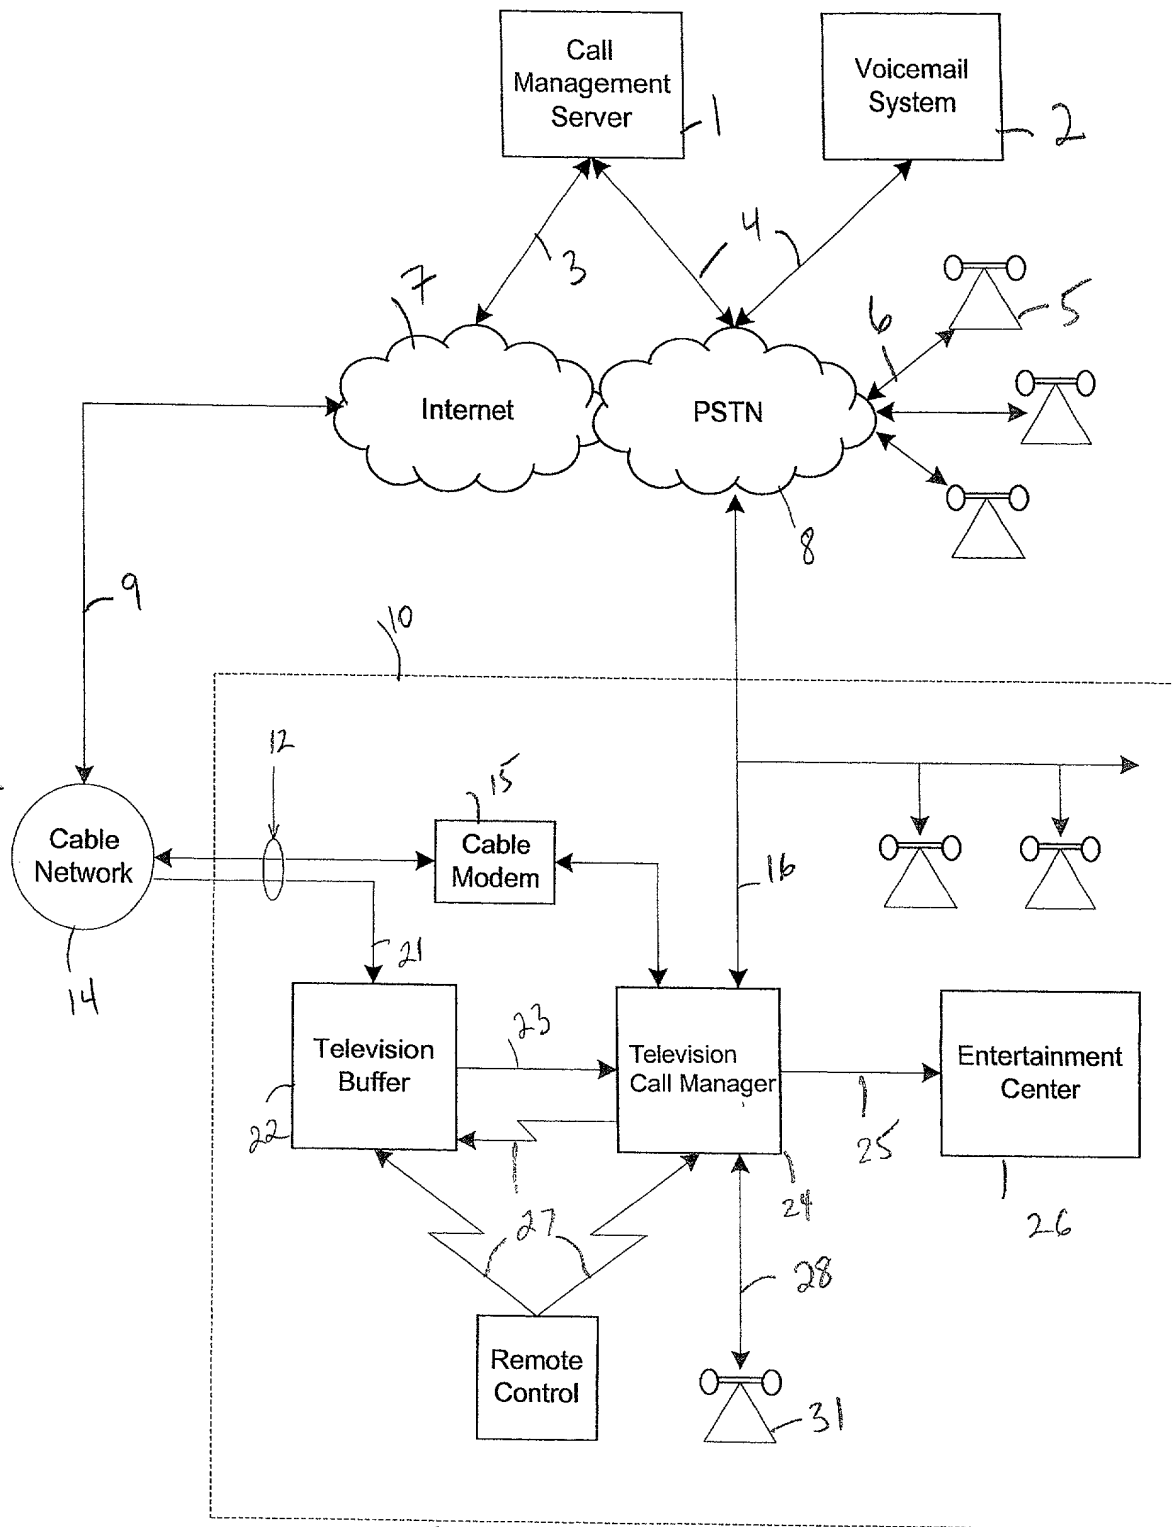 Call
Management
Server
1
Voicemail
System
2
3
4
5
6
7
Internet
PSTN
8
9
10
12
15
Cable
Network
Cable
Modem
16
14
21
Television
Buffer
23
Television
Call Manager
Entertainment
Center
22
25
24
26
27
28
Remote
Control
31